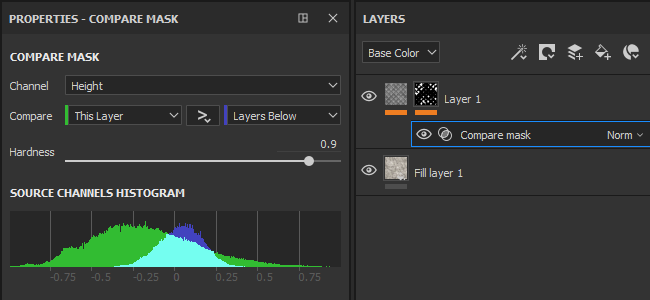 PROPERTIES - COMPARE MASK
COMPARE MASK
Channel Height
Compare This Layer > Layers Below
Hardness 0.9
SOURCE CHANNELS HISTOGRAM
-0.75 -0.5 -0.25 0 0.25 0.5 0.75
LAYERS
Base Color
Layer 1
Compare mask Norm
Fill layer 1